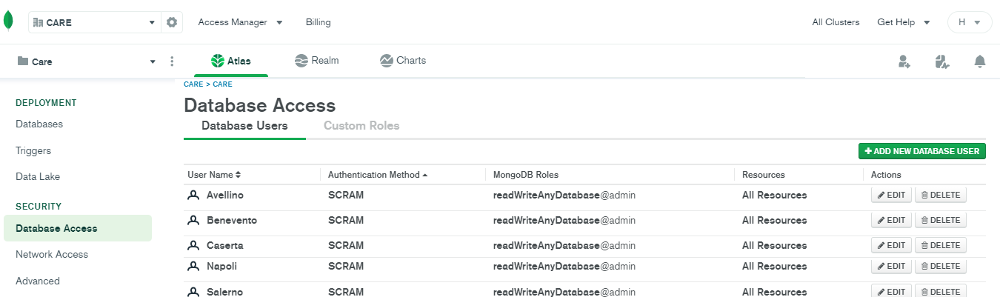 CARE Access Manager Billing All Clusters Get Help H
Care Atlas Realm Charts
CARE > CARE
Database Access
Database Users Custom Roles
+ ADD NEW DATABASE USER
DEPLOYMENT
Databases
Triggers
Data Lake
SECURITY
Database Access
Network Access
Advanced
User Name Authentication Method MongoDB Roles Resources Actions
Avellino SCRAM readWriteAnyDatabase@admin All Resources EDIT DELETE
Benevento SCRAM readWriteAnyDatabase@admin All Resources EDIT DELETE
Caserta SCRAM readWriteAnyDatabase@admin All Resources EDIT DELETE
Napoli SCRAM readWriteAnyDatabase@admin All Resources EDIT DELETE
Salerno SCRAM readWriteAnyDatabase@admin All Resources EDIT DELETE